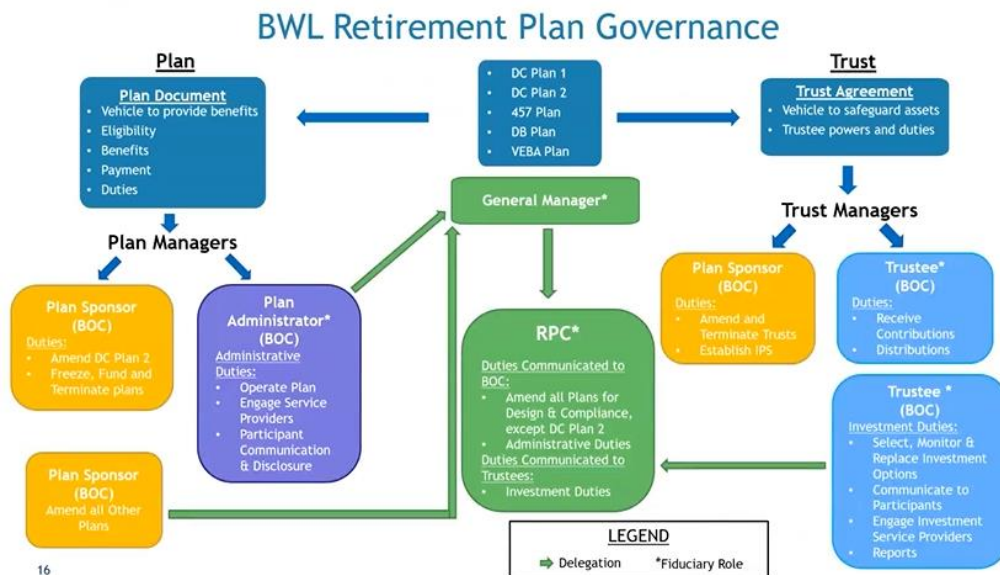 BWL Retirement Plan Governance
Plan
Plan Document
• Vehicle to provide benefits
• Eligibility
• Benefits
• Payment
• Duties
• DC Plan 1
• DC Plan 2
• 457 Plan
• DB Plan
• VEBA Plan
Trust
Trust Agreement
• Vehicle to safeguard assets
• Trustee powers and duties
General Manager*
Plan Managers
Trust Managers
Plan Sponsor
(BOC)
Duties:
• Amend DC Plan 2
• Freeze, Fund and
Terminate plans
Plan
Administrator*
(BOC)
Administrative
Duties:
• Operate Plan
• Engage Service
Providers
• Participant
Communication
& Disclosure
Plan Sponsor
(BOC)
Amend all Other
Plans
RPC*
Duties Communicated to
BOC:
• Amend all Plans for
Design & Compliance,
except DC Plan 2
• Administrative Duties
Duties Communicated to
Trustees:
• Investment Duties
Plan Sponsor
(BOC)
Duties:
• Amend and
Terminate Trusts
• Establish IPS
Trustee*
(BOC)
Duties:
• Receive
Contributions
• Distributions
Trustee *
(BOC)
Investment Duties:
• Select, Monitor &
Replace Investment
Options
• Communicate to
Participants
• Engage Investment
Service Providers
• Reports
LEGEND
Delegation *Fiduciary Role
16